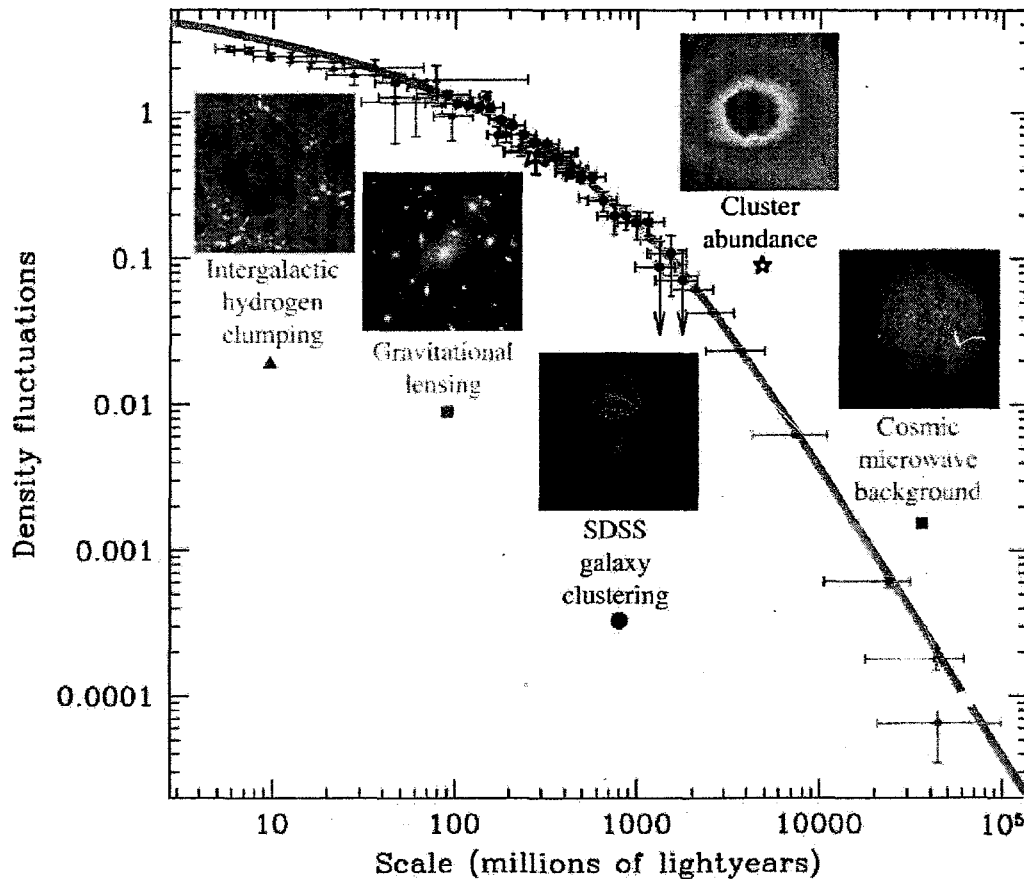 Density fluctuations
1
0.1
0.01
0.001
0.0001
Intergalactic
hydrogen
clumping
Gravitational
lensing
SDSS
galaxy
clustering
Cluster
abundance
Cosmic
microwave
background
10
100
1000
10000
10⁵
Scale (millions of lightyears)